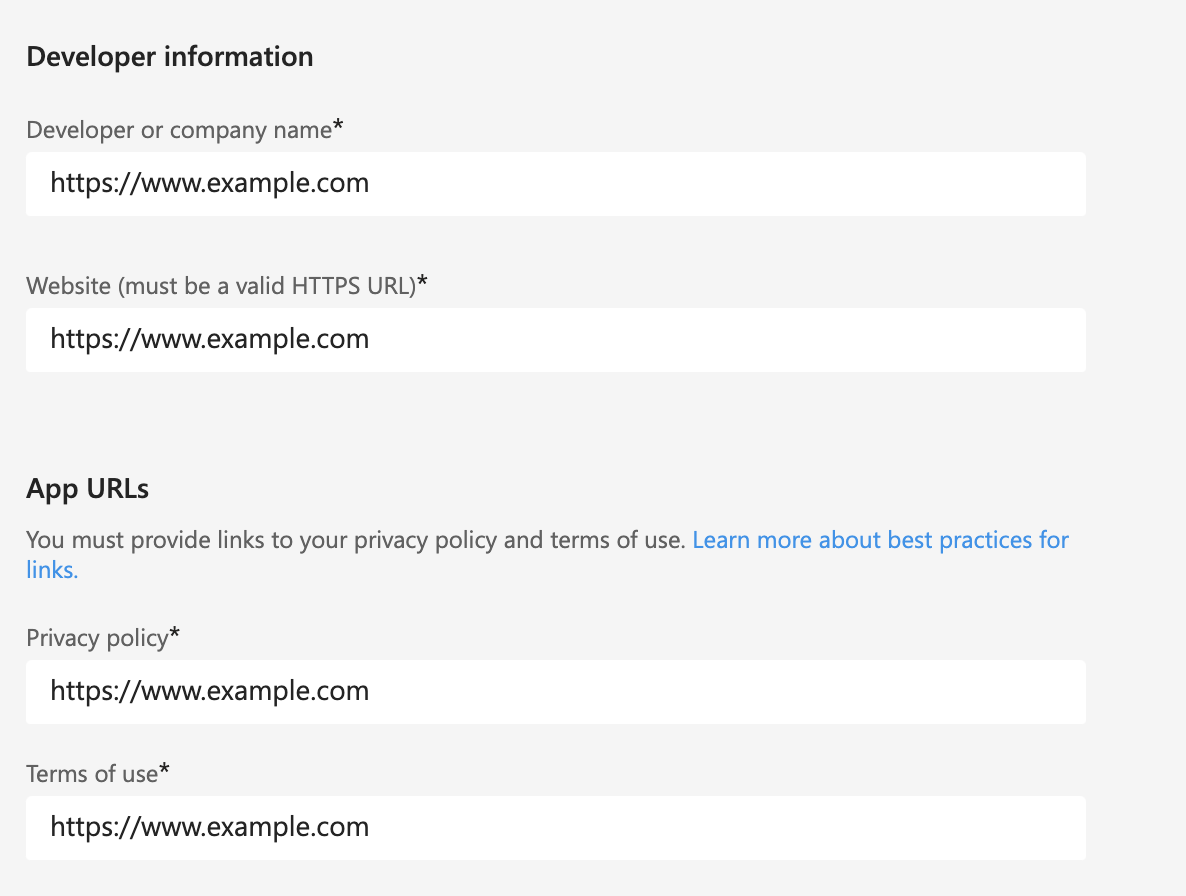 Developer information
Developer or company name*
https://www.example.com
Website (must be a valid HTTPS URL)*
https://www.example.com
App URLs
You must provide links to your privacy policy and terms of use. Learn more about best practices for
links.
Privacy policy*
https://www.example.com
Terms of use*
https://www.example.com